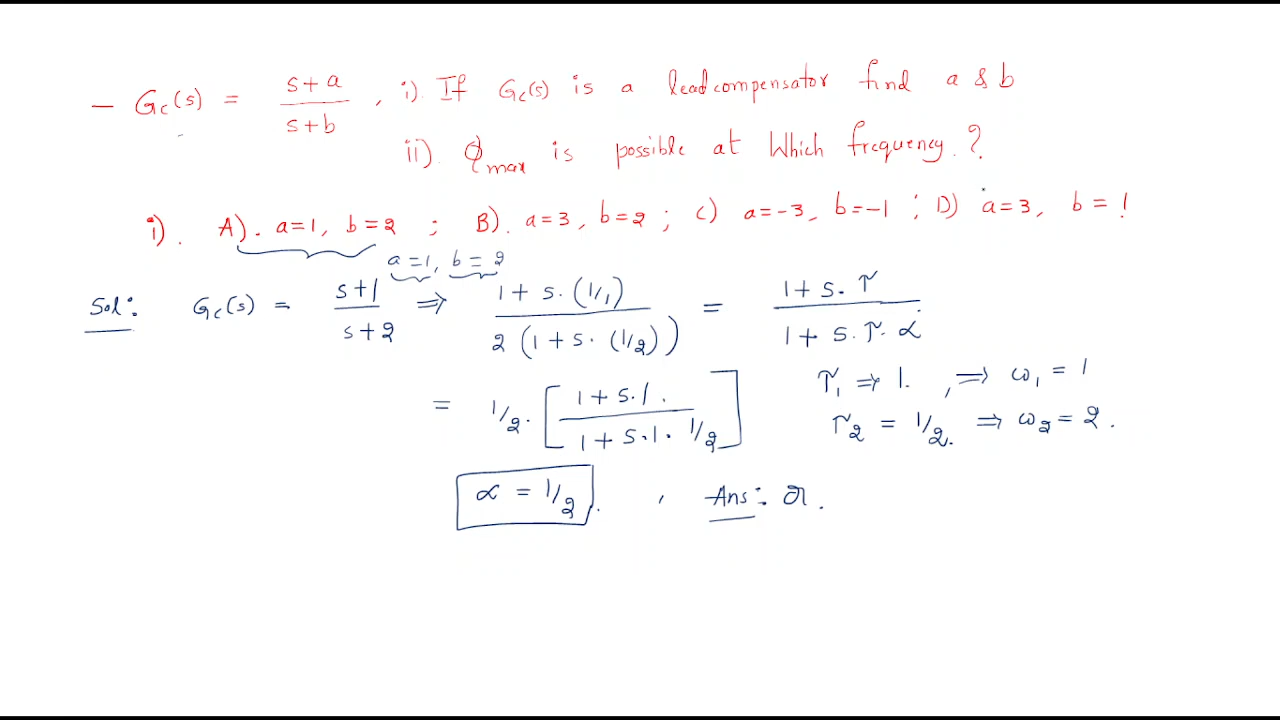 - Gc(s) = s+a / s+b , i). If Gc(s) is a lead compensator find a & b
ii). Φmax is possible at which frequency.?
i). A). a=1, b=2 ; B). a=3, b=2 ; C) a=-3, b=-1 ; D) a=3, b=1
a=1, b=2
Sol: Gc(s) = s+1 / s+2 ⇒ 1+s.(1/1) / 2(1+s.(1/2)) = 1+s.τ / 1+s.τ.α
= 1/2. [1+s.1. / 1+s.1.1/2] τ1 ⇒ 1. , ⇒ ω1 = 1
τ2 = 1/2. ⇒ ω2 = 2.
α = 1/2. , Ans: